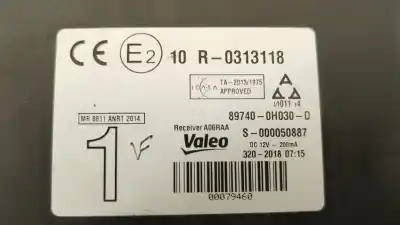 CE E2 10 R-0313118
TA-2013/1875
APPROVED
MR 8811 ANRT 2014
89740-0H030-D
Receiver A08RAA
S-000050887
1
Valeo
DC 12V - 200mA
320-2018 07:15
00079460